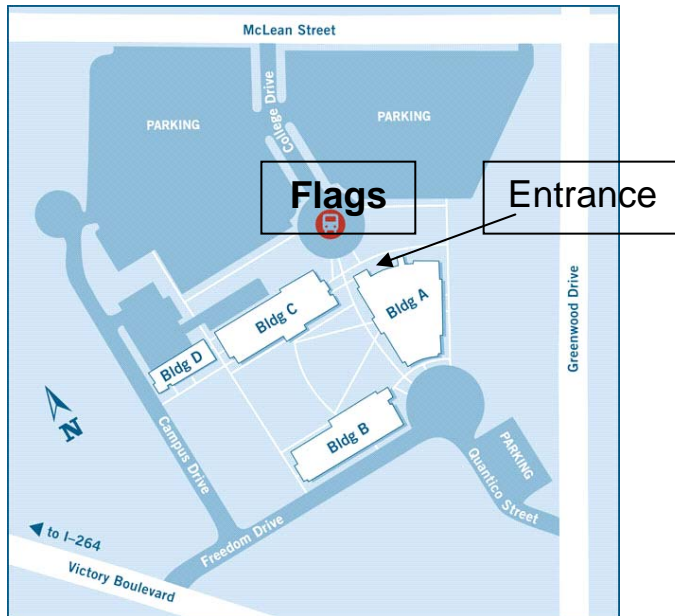 McLean Street
College Drive
PARKING
PARKING
Flags
Entrance
Greenwood Drive
Bldg C
Bldg A
Bldg D
Bldg B
N
Campus Drive
PARKING
Quantico Street
Freedom Drive
to I-264
Victory Boulevard